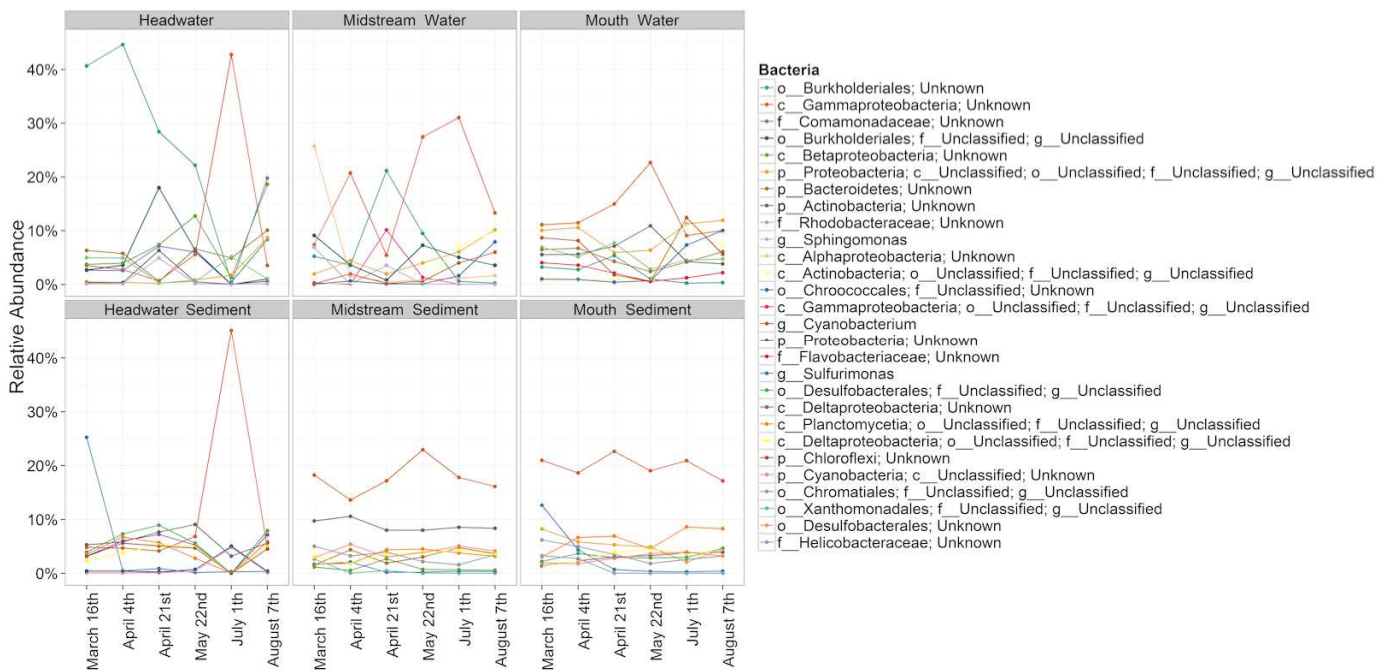 Headwater
Midstream Water
Mouth Water
40%
30%
20%
10%
0%
Headwater Sediment
Midstream Sediment
Mouth Sediment
40%
30%
20%
10%
0%
Relative Abundance
March 16th
April 4th
April 21st
May 22nd
July 1th
August 7th
March 16th
April 4th
April 21st
May 22nd
July 1th
August 7th
March 16th
April 4th
April 21st
May 22nd
July 1th
August 7th
Bacteria
o__Burkholderiales; Unknown
c__Gammaproteobacteria; Unknown
f__Comamonadaceae; Unknown
o__Burkholderiales; f__Unclassified; g__Unclassified
c__Betaproteobacteria; Unknown
p__Proteobacteria; c__Unclassified; o__Unclassified; f__Unclassified; g__Unclassified
p__Bacteroidetes; Unknown
p__Actinobacteria; Unknown
f__Rhodobacteraceae; Unknown
g__Sphingomonas
c__Alphaproteobacteria; Unknown
c__Actinobacteria; o__Unclassified; f__Unclassified; g__Unclassified
o__Chroococcales; f__Unclassified; Unknown
c__Gammaproteobacteria; o__Unclassified; f__Unclassified; g__Unclassified
g__Cyanobacterium
p__Proteobacteria; Unknown
f__Flavobacteriaceae; Unknown
g__Sulfurimonas
o__Desulfobacterales; f__Unclassified; g__Unclassified
c__Deltaproteobacteria; Unknown
c__Planctomycetia; o__Unclassified; f__Unclassified; g__Unclassified
c__Deltaproteobacteria; o__Unclassified; f__Unclassified; g__Unclassified
p__Chloroflexi; Unknown
p__Cyanobacteria; c__Unclassified; Unknown
o__Chromatiales; f__Unclassified; g__Unclassified
o__Xanthomonadales; f__Unclassified; g__Unclassified
o__Desulfobacterales; Unknown
f__Helicobacteraceae; Unknown